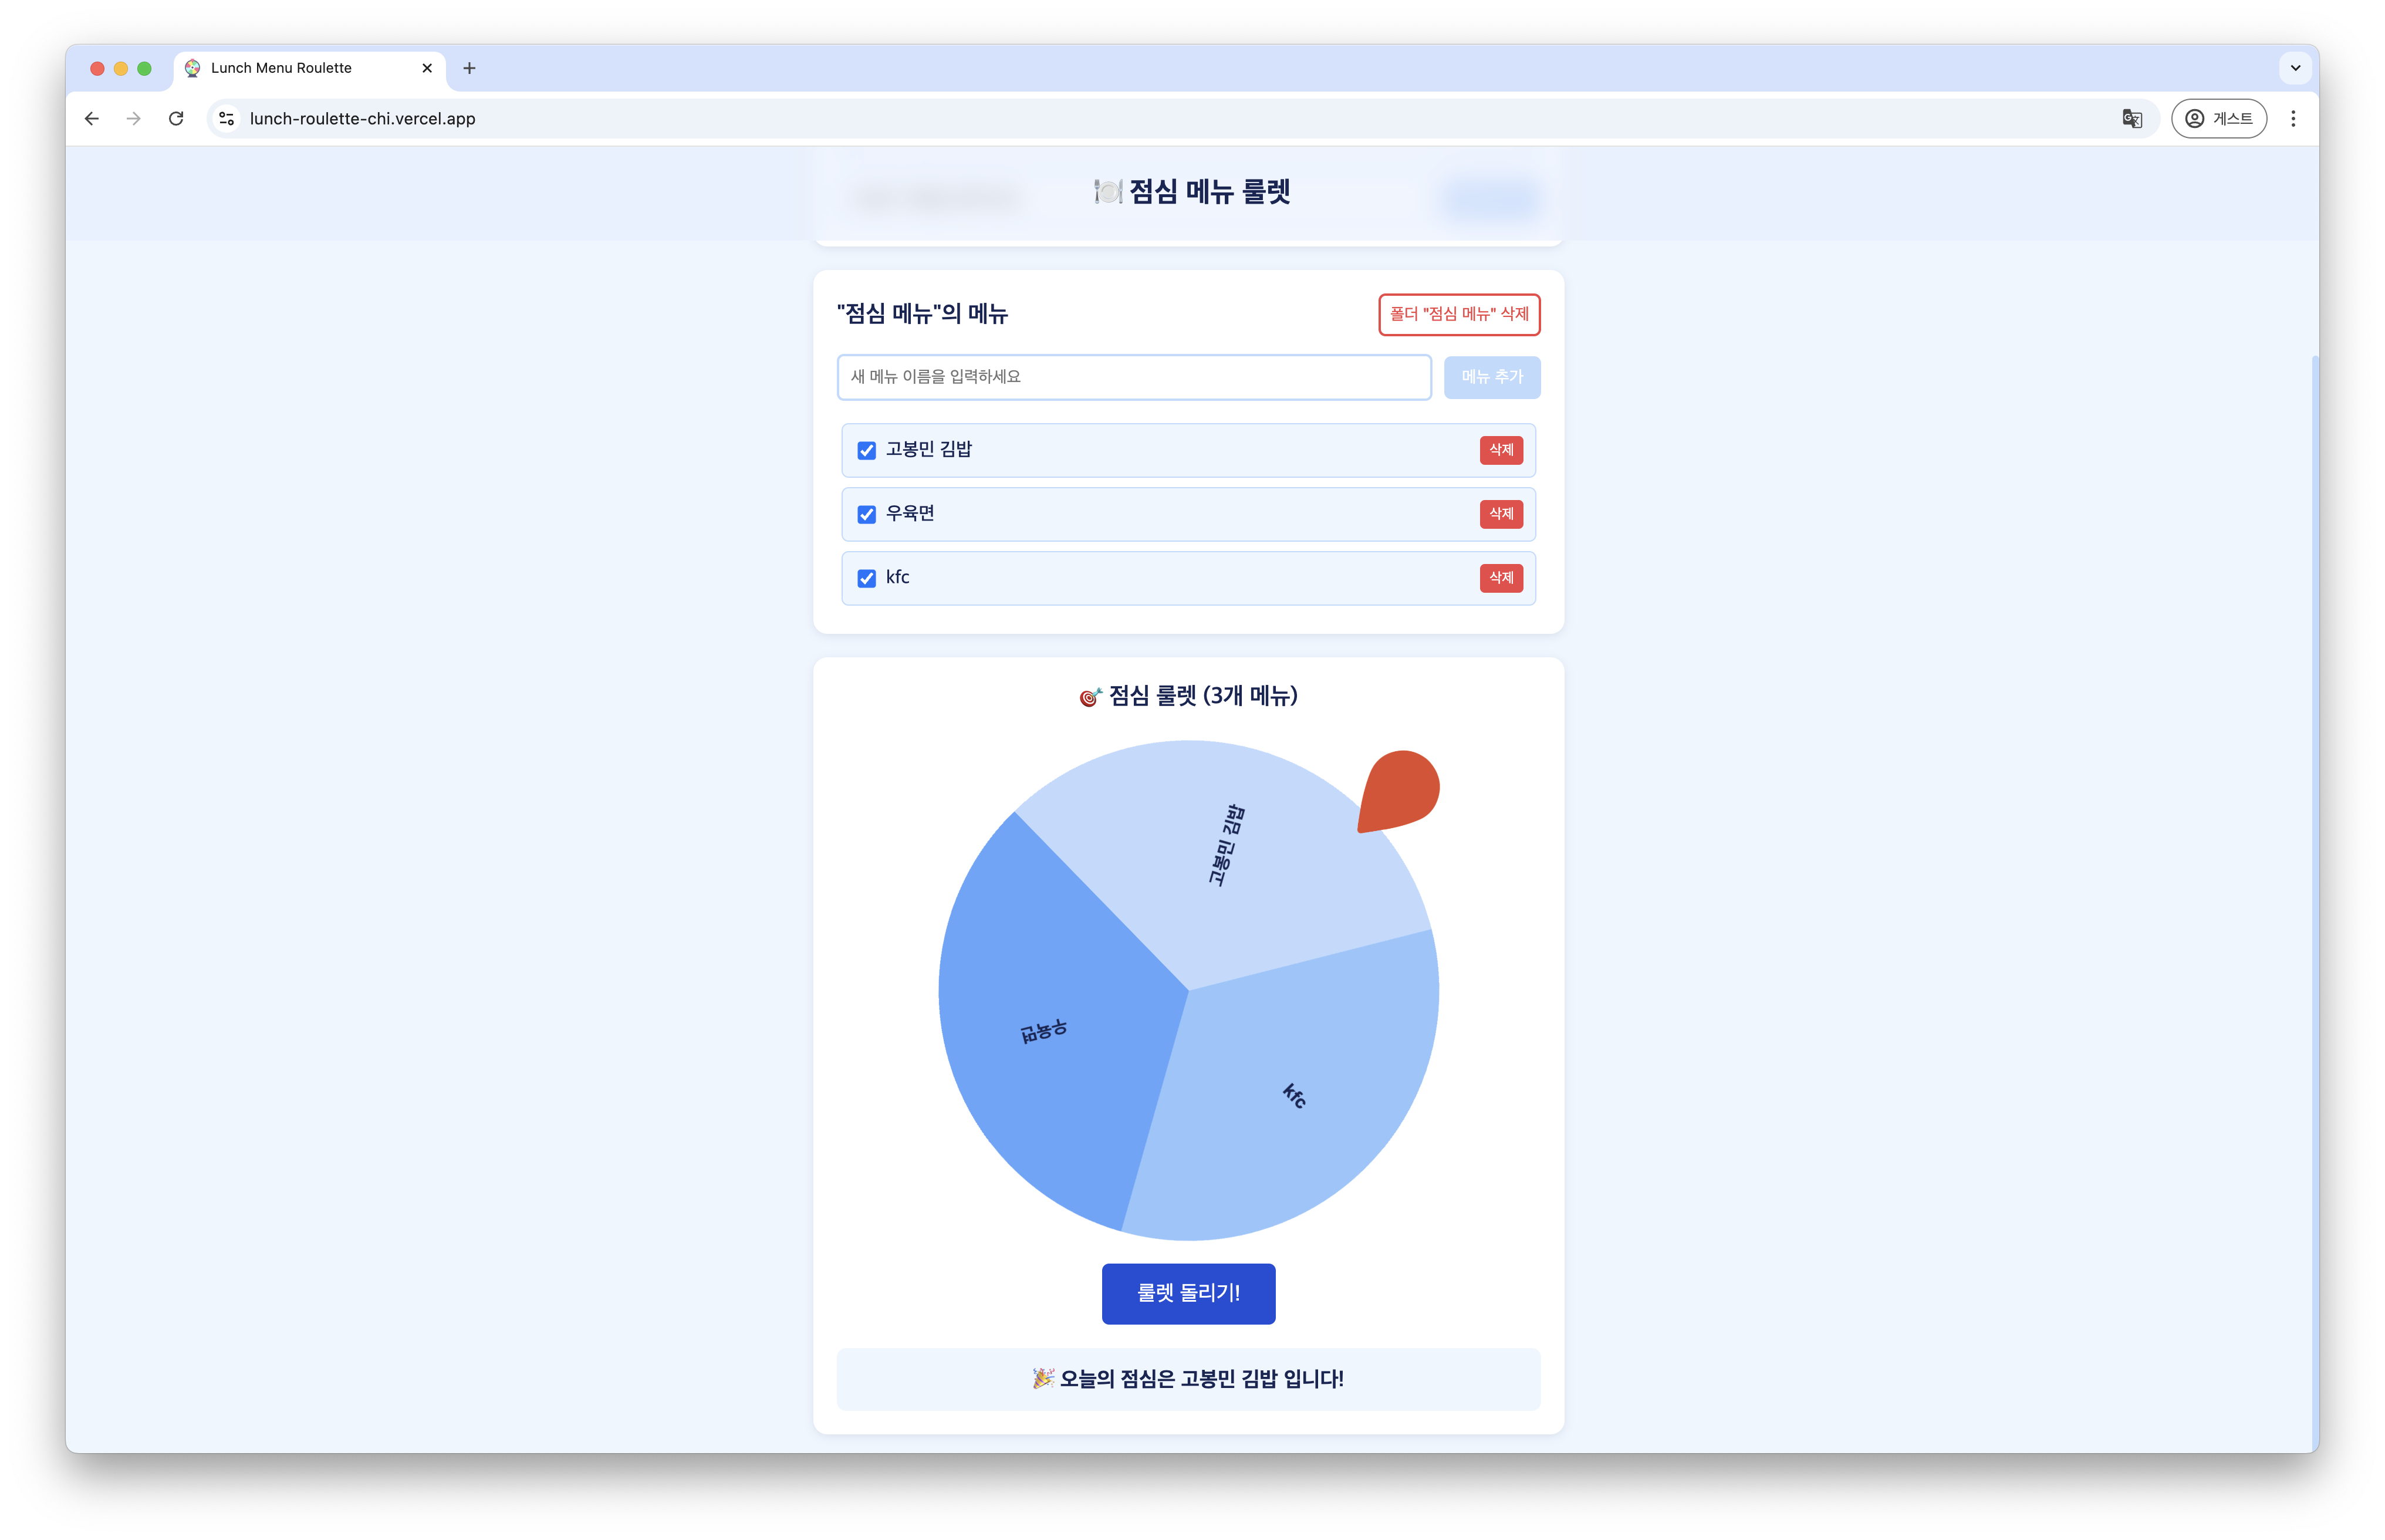 Lunch Menu Roulette
lunch-roulette-chi.vercel.app
게스트
점심 메뉴 룰렛
"점심 메뉴"의 메뉴
폴더 "점심 메뉴" 삭제
새 메뉴 이름을 입력하세요
메뉴 추가
고봉민 김밥
삭제
우육면
삭제
kfc
삭제
🎯 점심 룰렛 (3개 메뉴)
고봉민 김밥
우육면
kfc
룰렛 돌리기!
🎉 오늘의 점심은 고봉민 김밥 입니다!